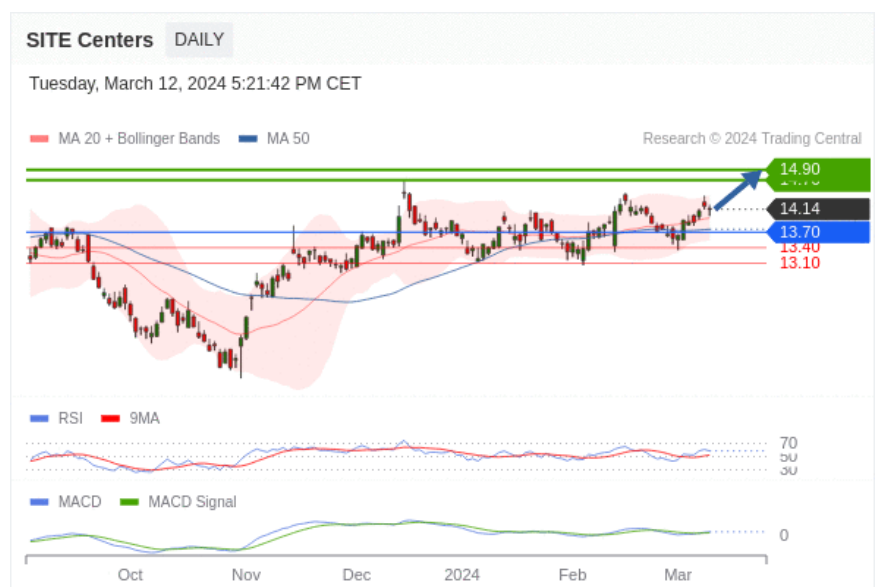 SITE Centers DAILY
Tuesday, March 12, 2024 5:21:42 PM CET
MA 20 + Bollinger Bands MA 50 Research © 2024 Trading Central
14.90
14.14
13.70
13.40
13.10
RSI 9MA
70
50
30
MACD MACD Signal
0
Oct Nov Dec 2024 Feb Mar